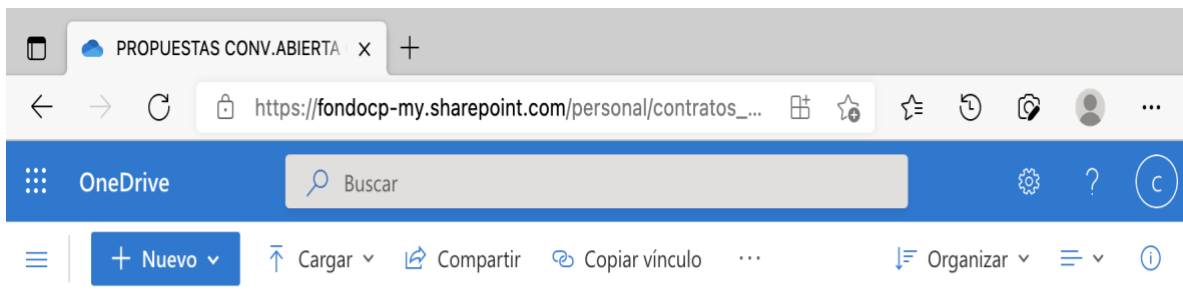 PROPUESTAS CONV.ABIERTA
https://fondocp-my.sharepoint.com/personal/contratos_...
OneDrive Buscar ? C
Nuevo Cargar Compartir Copiar vínculo ... Organizar